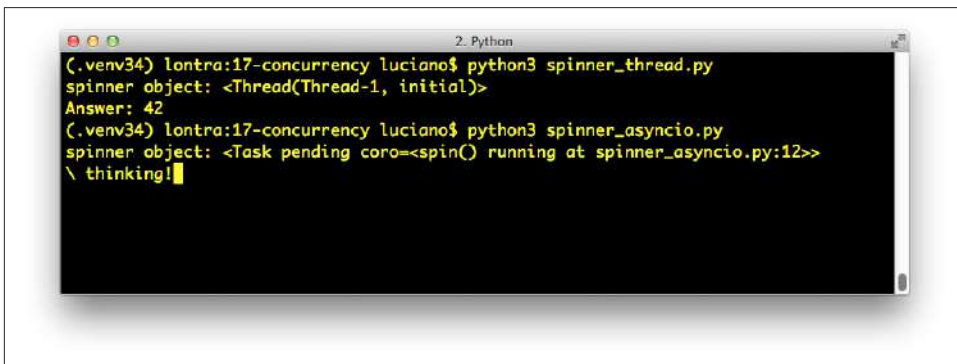 2. Python
(.venv34) lontra:17-concurrency luciano$ python3 spinner_thread.py
spinner object: <Thread(Thread-1, initial)>
Answer: 42
(.venv34) lontra:17-concurrency luciano$ python3 spinner_asyncio.py
spinner object: <Task pending coro=<spin() running at spinner_asyncio.py:12>>
\ thinking!